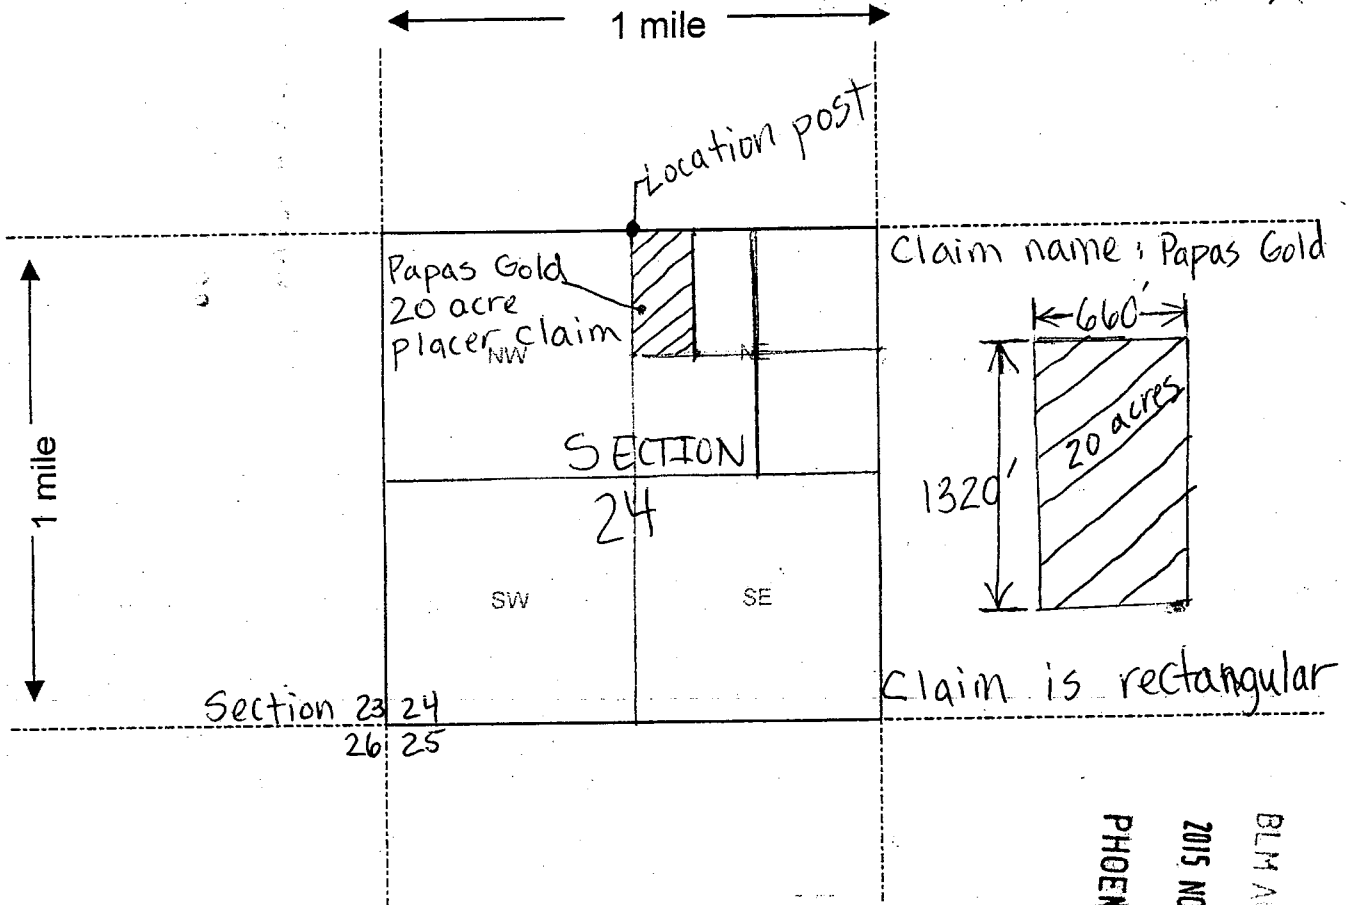 1 mile
Location post
Claim name: Papas Gold
Papas Gold
20 acre
placer claim
NW
NE
660'
1 mile
20 acres
1320'
SECTION
24
SW
SE
Claim is rectangular
Section 23 24
26 25
BLM
2015